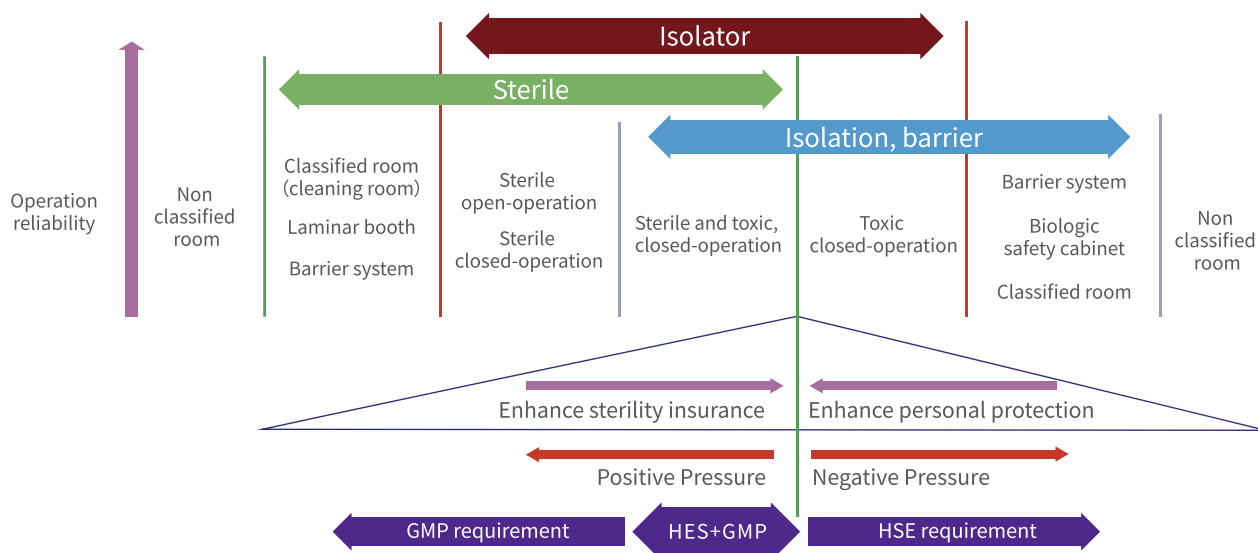 Isolator
Sterile
Isolation, barrier
Operation
reliability
Non
classified
room
Classified room
(cleaning room)
Laminar booth
Barrier system
Sterile
open-operation
Sterile
closed-operation
Sterile and toxic,
closed-operation
Toxic
closed-operation
Barrier system
Biologic
safety cabinet
Classified room
Non
classified
room
Enhance sterility insurance
Enhance personal protection
Positive Pressure
Negative Pressure
GMP requirement
HES+GMP
HSE requirement